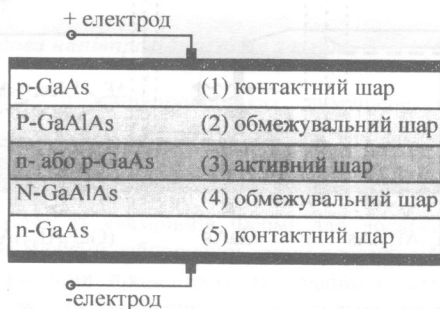 + електрод
p-GaAs (1) контактний шар
P-GaAlAs (2) обмежувальний шар
n- або p-GaAs (3) активний шар
N-GaAlAs (4) обмежувальний шар
n-GaAs (5) контактний шар
-електрод